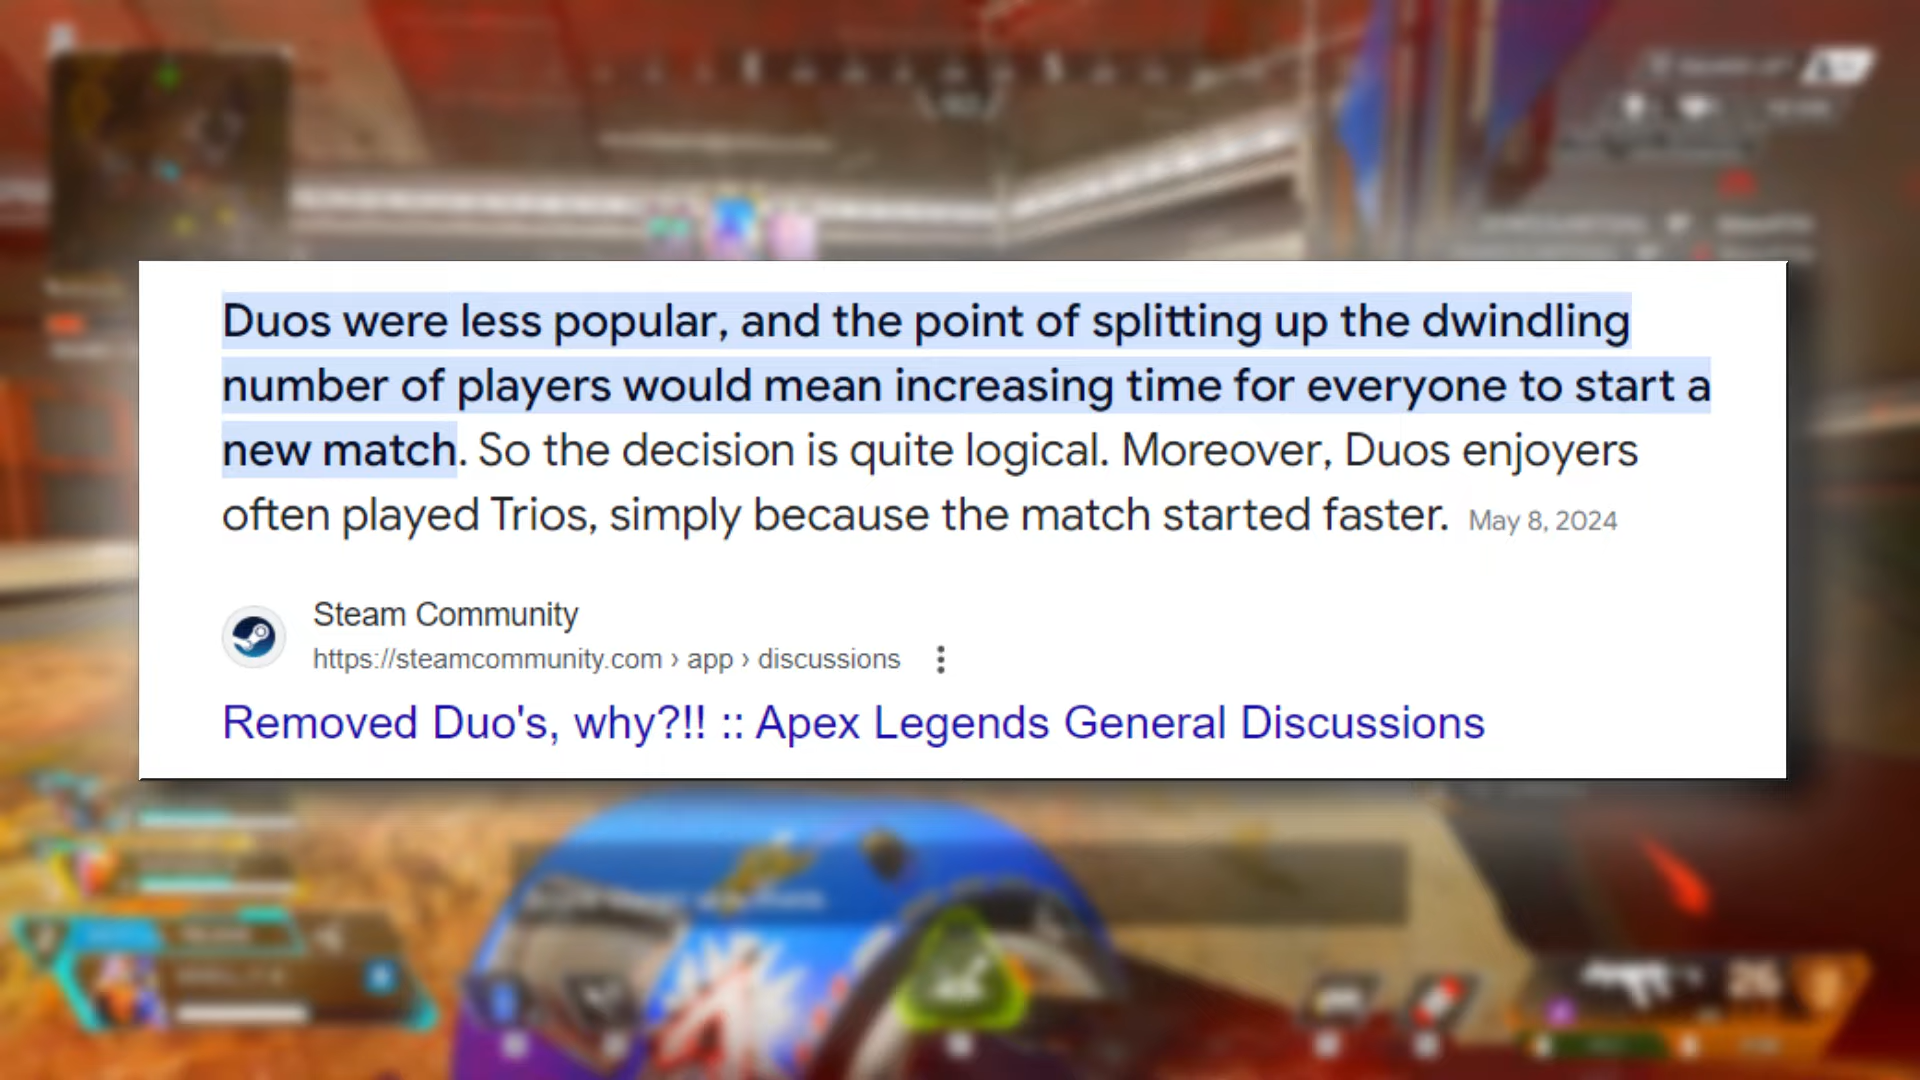 Duos were less popular, and the point of splitting up the dwindling
number of players would mean increasing time for everyone to start a
new match. So the decision is quite logical. Moreover, Duos enjoyers
often played Trios, simply because the match started faster. May 8, 2024
Steam Community
https://steamcommunity.com › app › discussions
Removed Duo's, why?!! :: Apex Legends General Discussions